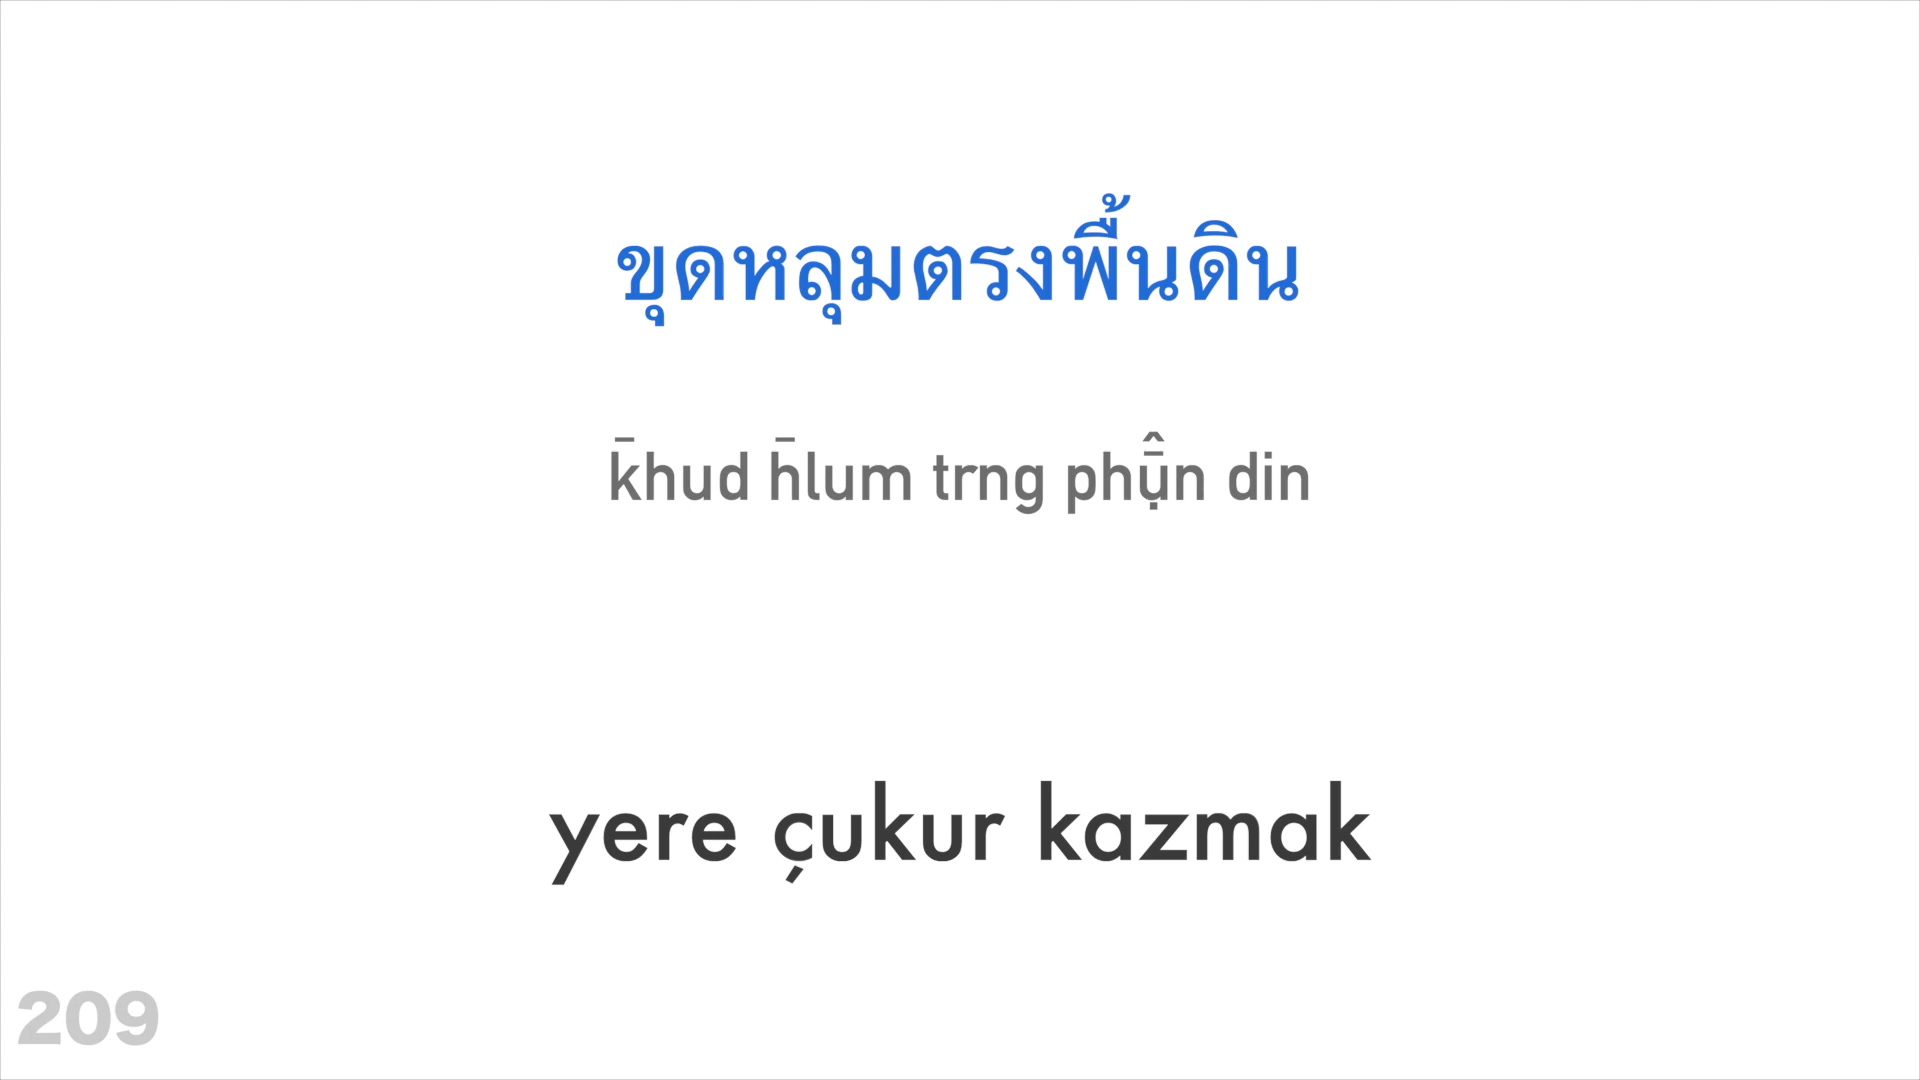 ขุดหลุมตรงพื้นดิน
k̄hud h̄lum trng phụ̄̂n din
yere çukur kazmak
209